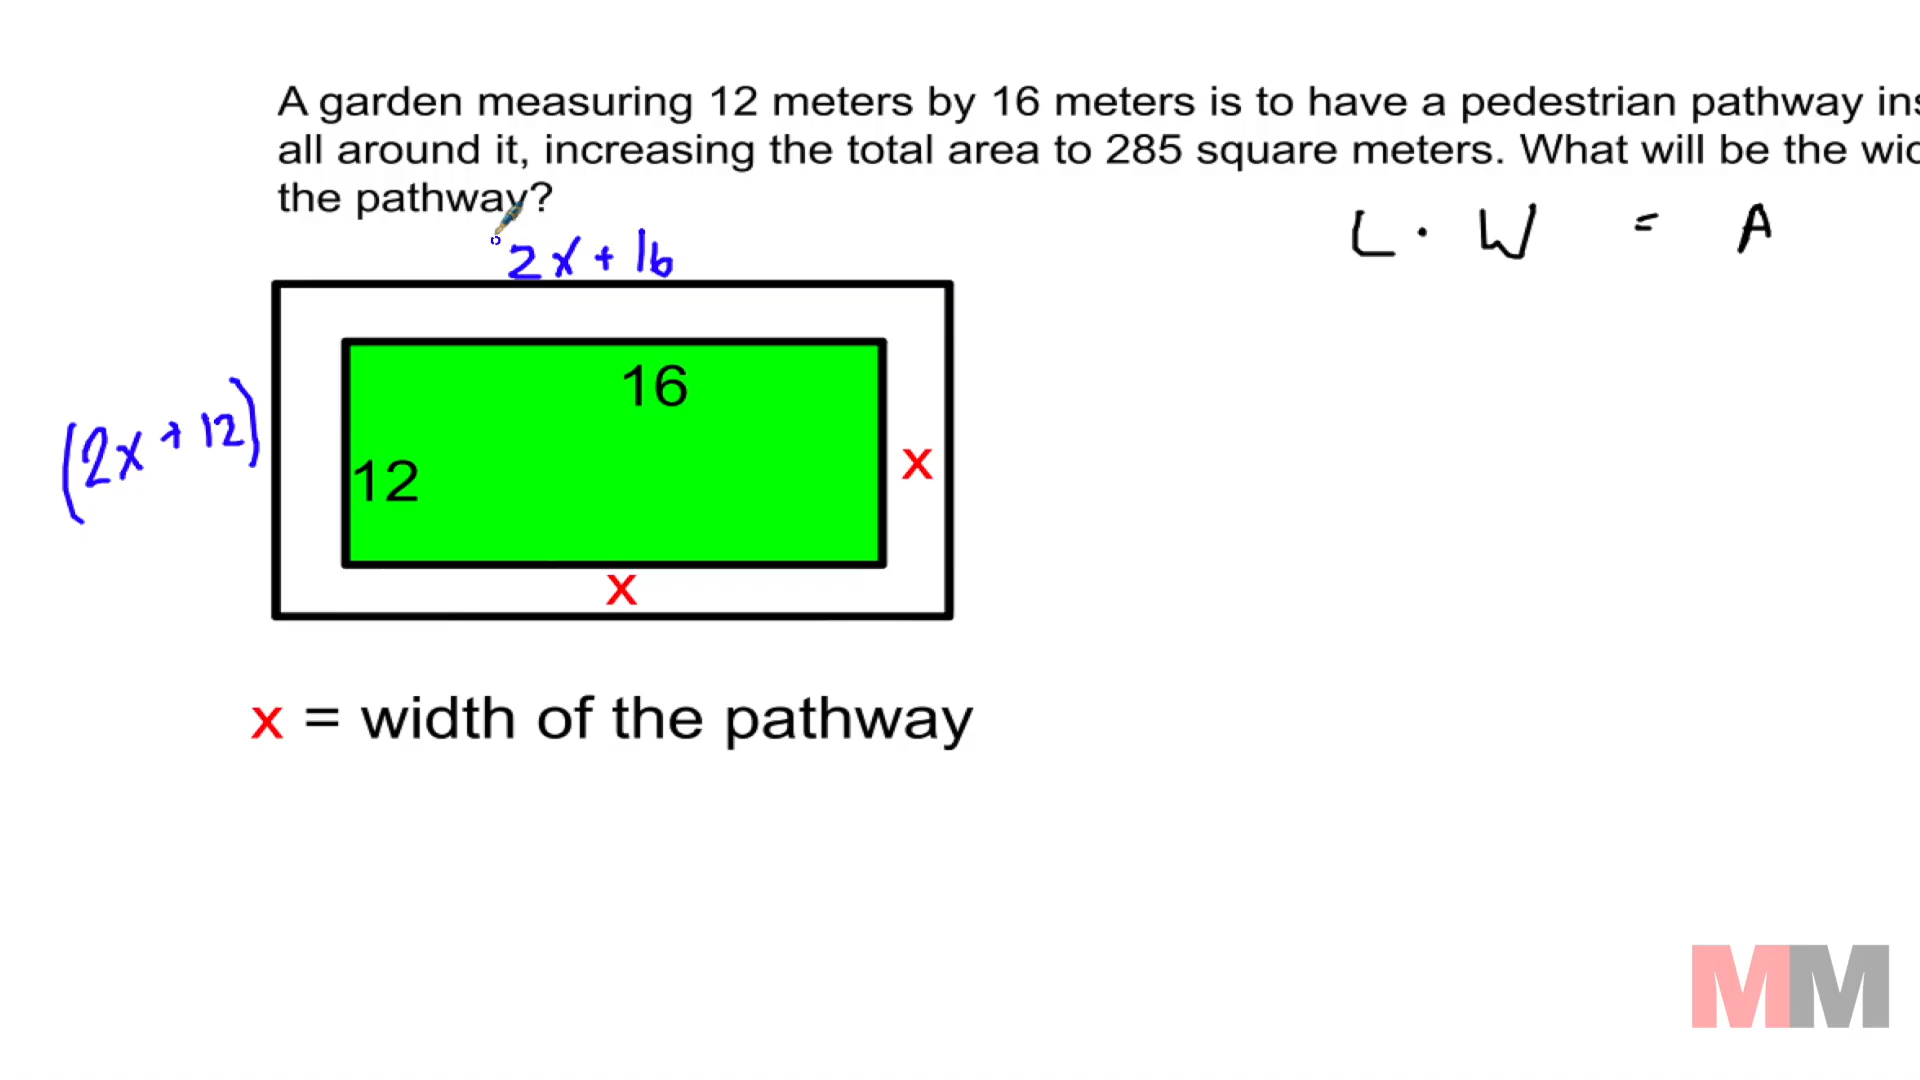 A garden measuring 12 meters by 16 meters is to have a pedestrian pathway
all around it, increasing the total area to 285 square meters. What will be the
the pathway?
L · W = A
2x + 16
16
(2x + 12)
12
x
x
x = width of the pathway
MM